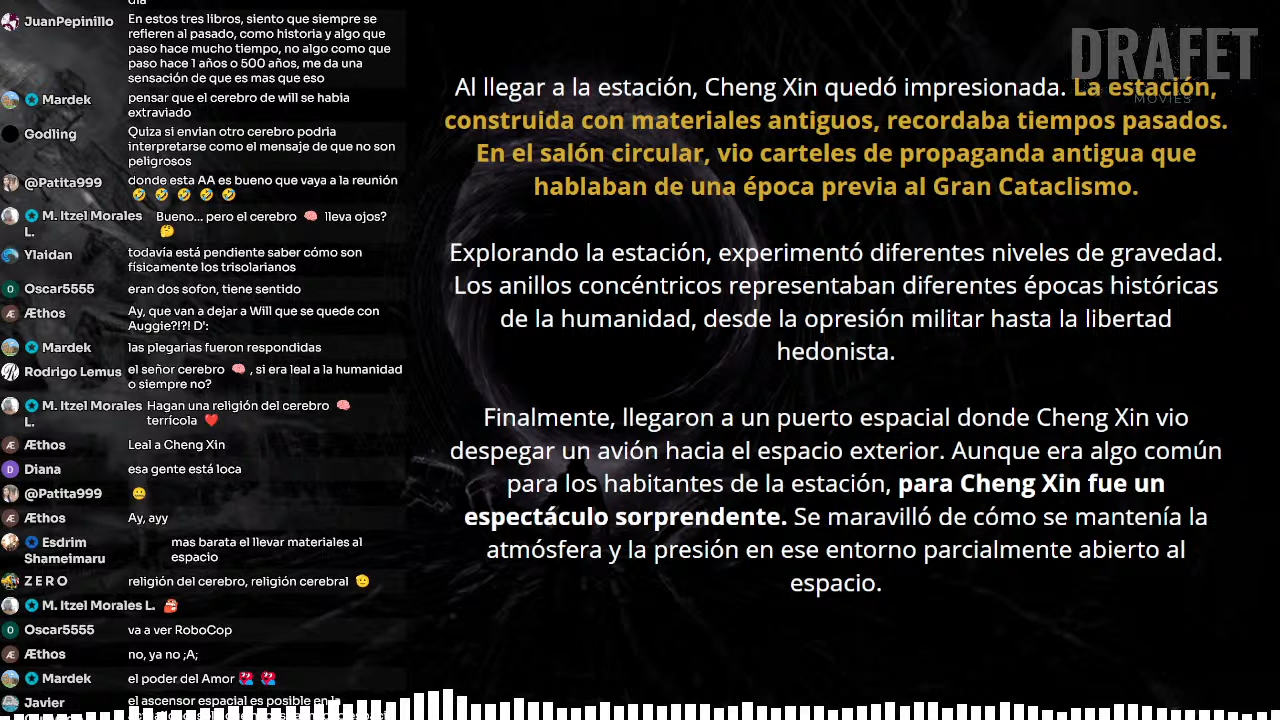 día
JuanPepinillo
En estos tres libros, siento que siempre se
refieren al pasado, como historia y algo que
paso hace mucho tiempo, no algo como que
paso hace 1 años o 500 años, me da una
sensación de que es mas que eso
Mardek
pensar que el cerebro de will se habia
extraviado
Godling
Quiza si envian otro cerebro podria
interpretarse como el mensaje de que no son
peligrosos
@Patita999
donde esta AA es bueno que vaya a la reunión
🤣 🤣 🤣 🤣 🤣
M. Itzel Morales L.
Bueno... pero el cerebro 🧠 lleva ojos?
🤔
Ylaidan
todavía está pendiente saber cómo son
físicamente los trisolarianos
Oscar5555
eran dos sofon, tiene sentido
Æthos
Ay, que van a dejar a Will que se quede con
Auggie?!?! D':
Mardek
las plegarias fueron respondidas
Rodrigo Lemus
el señor cerebro 🧠 , si era leal a la humanidad
o siempre no?
M. Itzel Morales L.
Hagan una religión del cerebro 🧠
terrícola ❤️
Æthos
Leal a Cheng Xin
Diana
esa gente está loca
@Patita999
Æthos
Ay, ayy
Esdrim Shameimaru
mas barata el llevar materiales al
espacio
Z E R O
religión del cerebro, religión cerebral
M. Itzel Morales L.
Oscar5555
va a ver RoboCop
Æthos
no, ya no ;A;
Mardek
el poder del Amor
Javier
el ascensor espacial es posible en la
DRAFET
MOVIES
Al llegar a la estación, Cheng Xin quedó impresionada. La estación,
construida con materiales antiguos, recordaba tiempos pasados.
En el salón circular, vio carteles de propaganda antigua que
hablaban de una época previa al Gran Cataclismo.
Explorando la estación, experimentó diferentes niveles de gravedad.
Los anillos concéntricos representaban diferentes épocas históricas
de la humanidad, desde la opresión militar hasta la libertad
hedonista.
Finalmente, llegaron a un puerto espacial donde Cheng Xin vio
despegar un avión hacia el espacio exterior. Aunque era algo común
para los habitantes de la estación, para Cheng Xin fue un
espectáculo sorprendente. Se maravilló de cómo se mantenía la
atmósfera y la presión en ese entorno parcialmente abierto al
espacio.